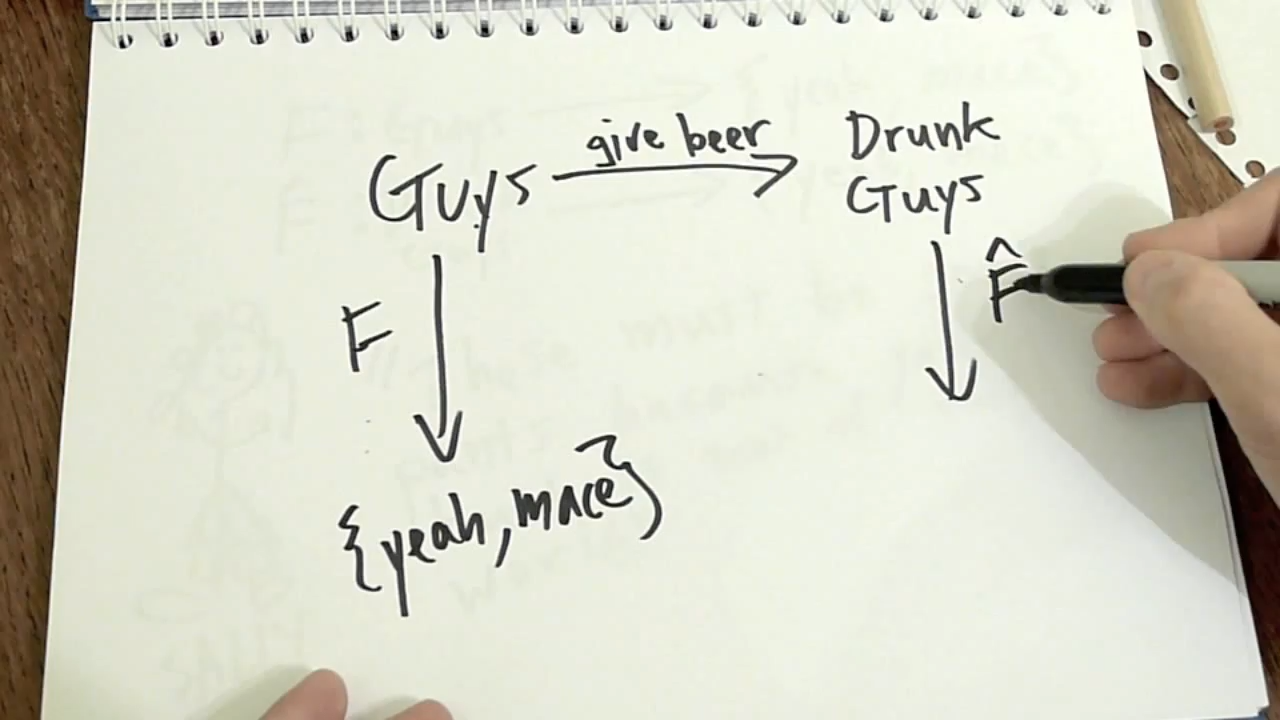 give beer
Drunk
Guys
Guys
F̂
F
{yeah, mace}